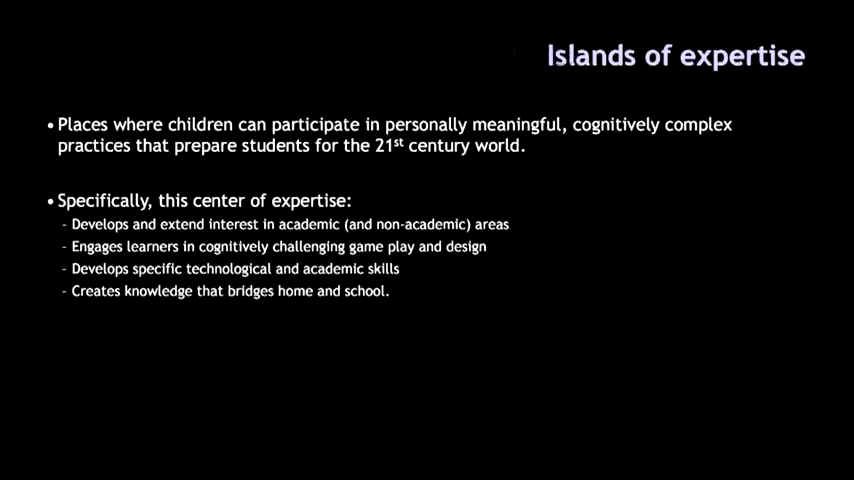 Islands of expertise
• Places where children can participate in personally meaningful, cognitively complex
practices that prepare students for the 21st century world.
• Specifically, this center of expertise:
- Develops and extend interest in academic (and non-academic) areas
- Engages learners in cognitively challenging game play and design
- Develops specific technological and academic skills
- Creates knowledge that bridges home and school.